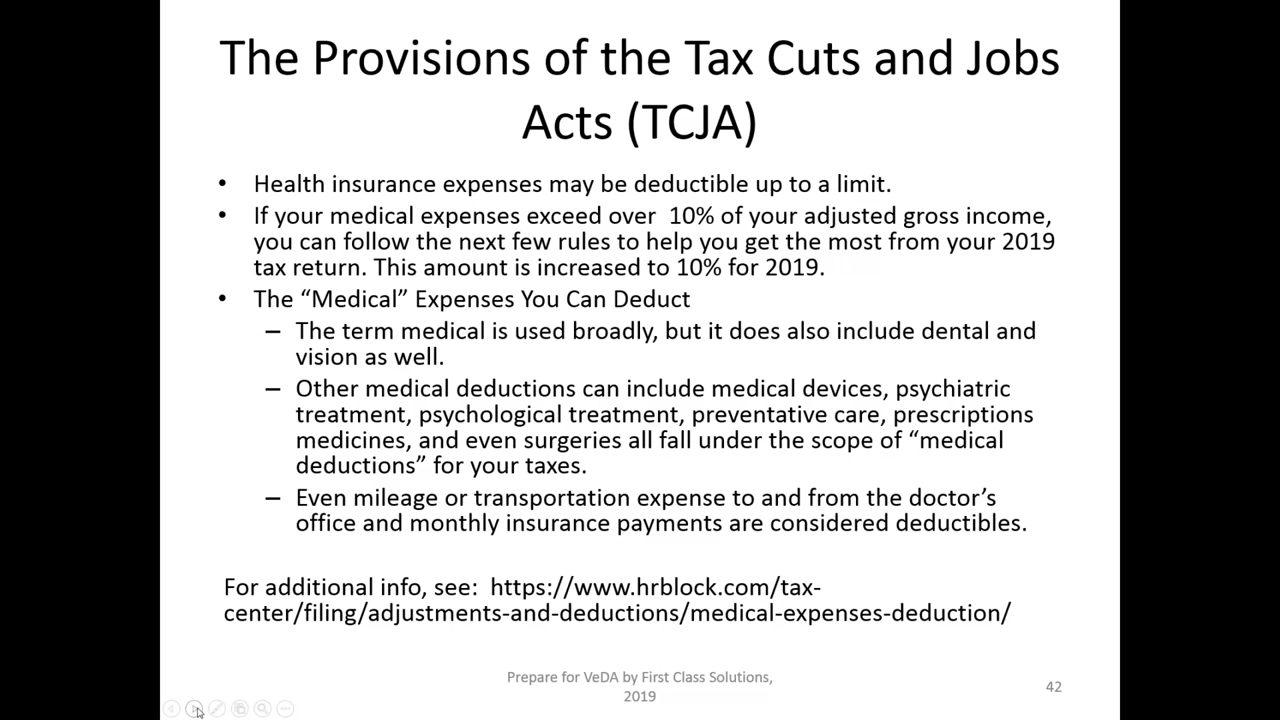 The Provisions of the Tax Cuts and Jobs
Acts (TCJA)
• Health insurance expenses may be deductible up to a limit.
• If your medical expenses exceed over  10% of your adjusted gross income,
you can follow the next few rules to help you get the most from your 2019
tax return. This amount is increased to 10% for 2019.
• The “Medical” Expenses You Can Deduct
– The term medical is used broadly, but it does also include dental and
vision as well.
– Other medical deductions can include medical devices, psychiatric
treatment, psychological treatment, preventative care, prescriptions
medicines, and even surgeries all fall under the scope of “medical
deductions” for your taxes.
– Even mileage or transportation expense to and from the doctor’s
office and monthly insurance payments are considered deductibles.
For additional info, see:  https://www.hrblock.com/tax-
center/filing/adjustments-and-deductions/medical-expenses-deduction/
Prepare for VeDA by First Class Solutions,
2019
42